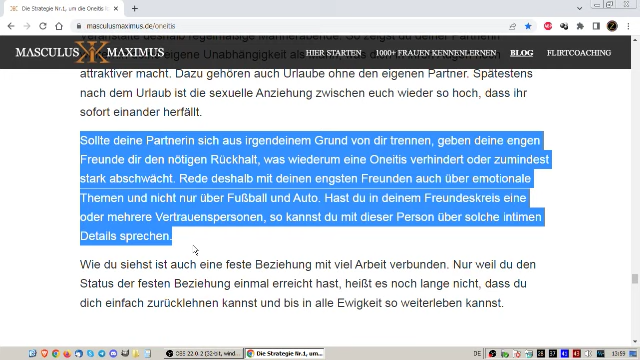 Die Strategie Nr.1, um die Oneitis
masculusmaximus.de/oneitis
MASCULUS MAXIMUS
HIER STARTEN
1000+ FRAUEN KENNENLERNEN
BLOG
FLIRTCOACHING
attraktiver macht. Dazu gehören auch Urlaube ohne den eigenen Partner. Spätestens
nach dem Urlaub ist die sexuelle Anziehung zwischen euch wieder so hoch, dass ihr
sofort einander herfällt.
Sollte deine Partnerin sich aus irgendeinem Grund von dir trennen, geben deine engen
Freunde dir den nötigen Rückhalt, was wiederum eine Oneitis verhindert oder zumindest
stark abschwächt. Rede deshalb mit deinen engsten Freunden auch über emotionale
Themen und nicht nur über Fußball und Auto. Hast du in deinem Freundeskreis eine
oder mehrere Vertrauenspersonen, so kannst du mit dieser Person über solche intimen
Details sprechen.
Wie du siehst ist auch eine feste Beziehung mit viel Arbeit verbunden. Nur weil du den
Status der festen Beziehung einmal erreicht hast, heißt es noch lange nicht, dass du
dich einfach zurücklehnen kannst und bis in alle Ewigkeit so weiterleben kannst.
OBS 22.0.2 (32-bit, wind...
Die Strategie Nr.1, um...
DE
13:59